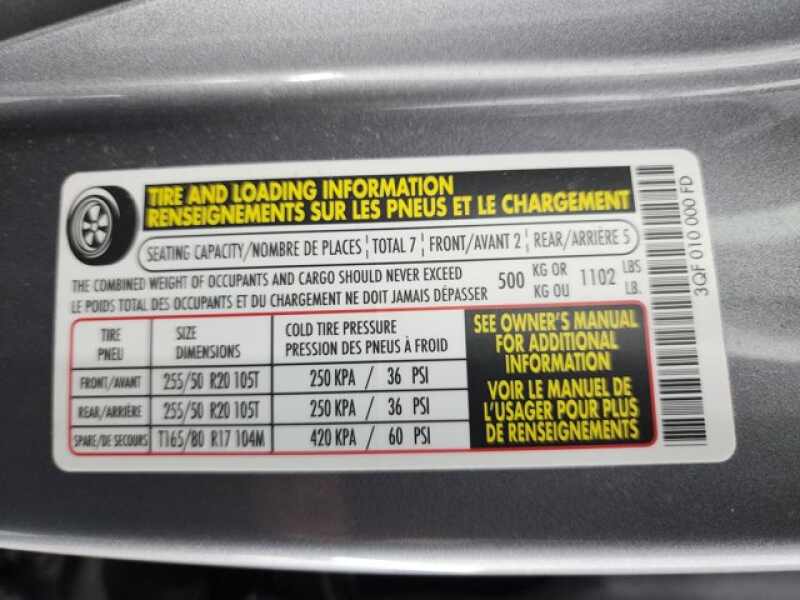 TIRE AND LOADING INFORMATION
RENSEIGNEMENTS SUR LES PNEUS ET LE CHARGEMENT
SEATING CAPACITY/NOMBRE DE PLACES TOTAL 7 FRONT/AVANT 2 REAR/ARRIÈRE 5
THE COMBINED WEIGHT OF OCCUPANTS AND CARGO SHOULD NEVER EXCEED 500 KG OR 1102 LBS
LE POIDS TOTAL DES OCCUPANTS ET DU CHARGEMENT NE DOIT JAMAIS DÉPASSER KG OU LB.
TIRE SIZE COLD TIRE PRESSURE
PNEU DIMENSIONS PRESSION DES PNEUS À FROID
FRONT/AVANT 255/50 R20 105T 250 KPA / 36 PSI
REAR/ARRIÈRE 255/50 R20 105T 250 KPA / 36 PSI
SPARE/DE SECOURS T165/80 R17 104M 420 KPA / 60 PSI
SEE OWNER'S MANUAL
FOR ADDITIONAL
INFORMATION
VOIR LE MANUEL DE
L'USAGER POUR PLUS
DE RENSEIGNEMENTS
3QF 010 000 FD